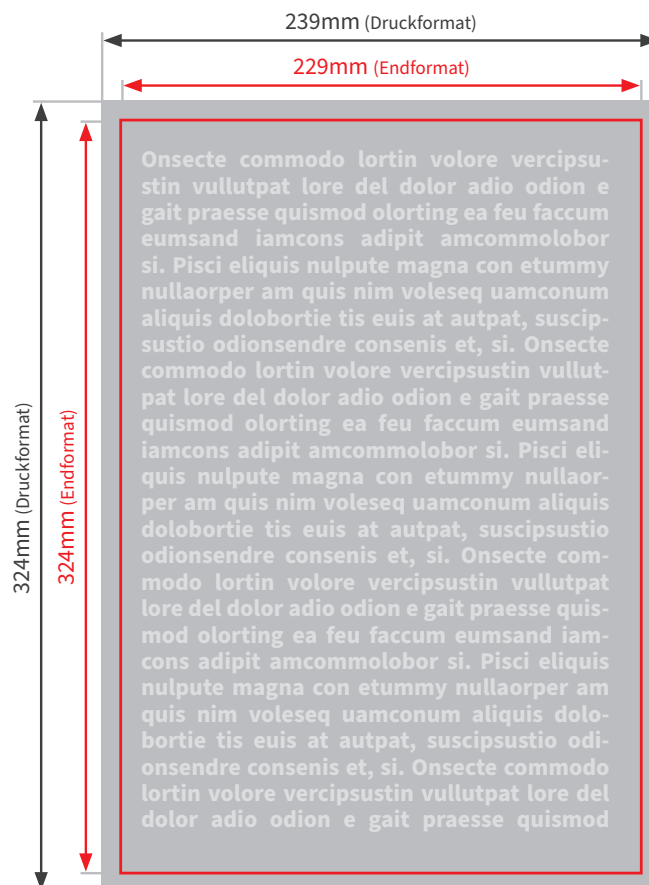 239mm (Druckformat)
229mm (Endformat)
324mm (Druckformat)
324mm (Endformat)
Onsecte commodo lortin volore vercipsu-
stin vullutpat lore del dolor adio odion e
gait praesse quismod olorting ea feu faccum
eumsand iamcons adipit amcommolobor
si. Pisci eliquis nulpute magna con etummy
nullaorper am quis nim voleseq uamconum
aliquis dolobortie tis euis at autpat, suscip-
sustio odionsendre consenis et, si. Onsecte
commodo lortin volore vercipsustin vullut-
pat lore del dolor adio odion e gait praesse
quismod olorting ea feu faccum eumsand
iamcons adipit amcommolobor si. Pisci eli-
quis nulpute magna con etummy nullaor-
per am quis nim voleseq uamconum aliquis
dolobortie tis euis at autpat, suscipsustio
odionsendre consenis et, si. Onsecte com-
modo lortin volore vercipsustin vullutpat
lore del dolor adio odion e gait praesse quis-
mod olorting ea feu faccum eumsand iam-
cons adipit amcommolobor si. Pisci eliquis
nulpute magna con etummy nullaorper am
quis nim voleseq uamconum aliquis dolo-
bortie tis euis at autpat, suscipsustio odi-
onsendre consenis et, si. Onsecte commodo
lortin volore vercipsustin vullutpat lore del
dolor adio odion e gait praesse quismod